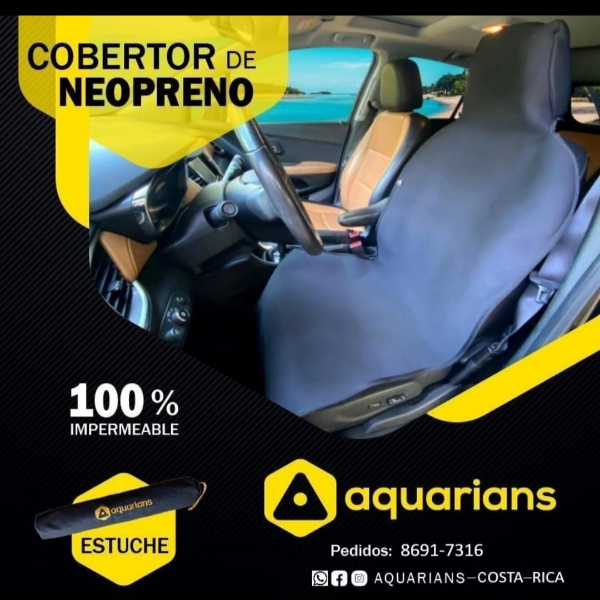 COBERTOR DE
NEOPRENO
100 %
IMPERMEABLE
aquarians
ESTUCHE
aquarians
Pedidos: 8691-7316
AQUARIANS-COSTA-RICA